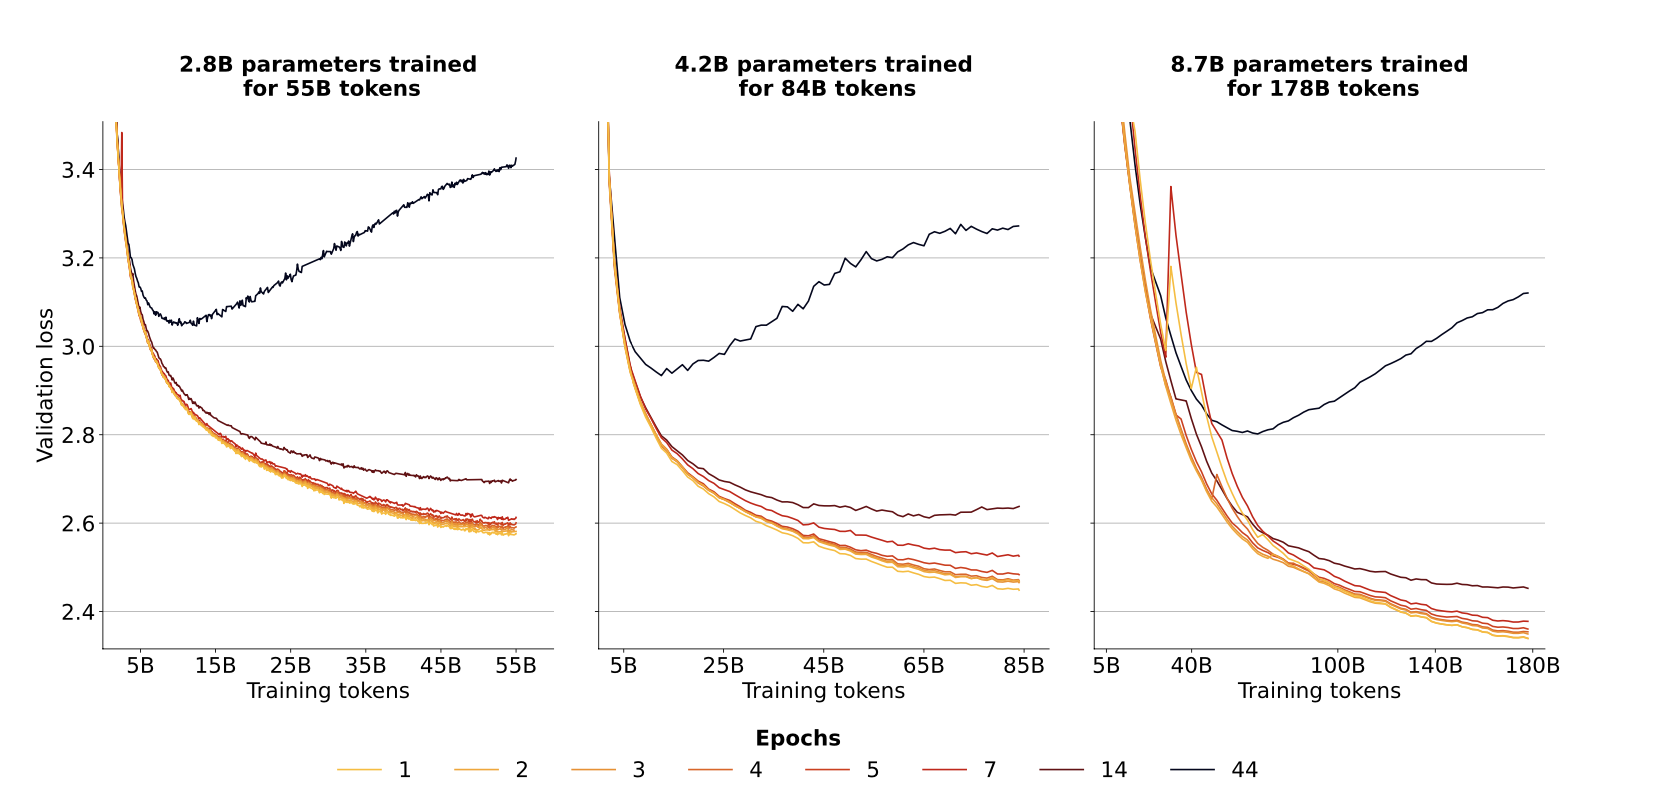 2.8B parameters trained
for 55B tokens
4.2B parameters trained
for 84B tokens
8.7B parameters trained
for 178B tokens
Validation loss
3.4
3.2
3.0
2.8
2.6
2.4
5B 15B 25B 35B 45B 55B
Training tokens
5B 25B 45B 65B 85B
Training tokens
5B 40B 100B 140B 180B
Training tokens
Epochs
1 2 3 4 5 7 14 44